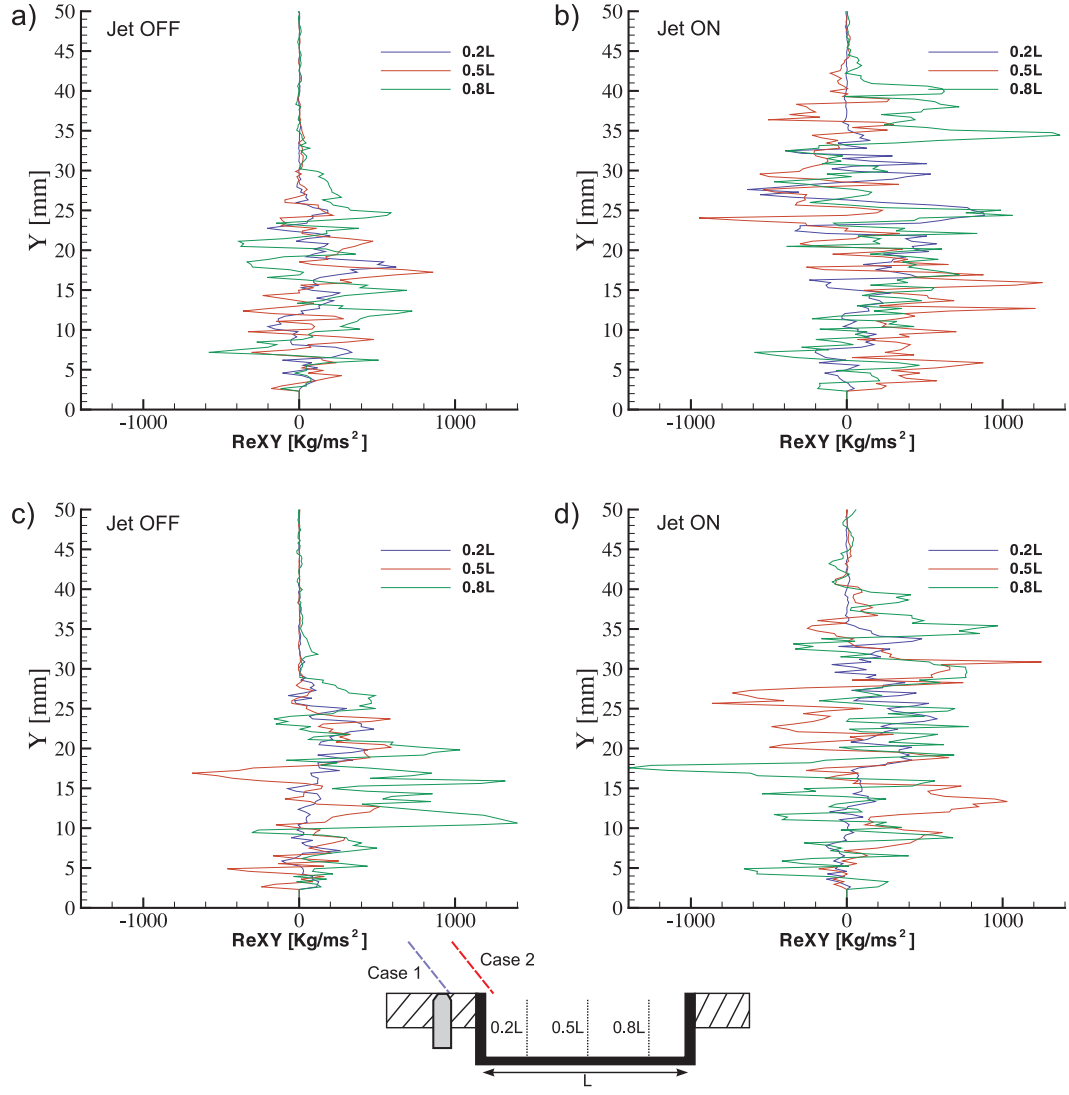 a) Jet OFF
0.2L
0.5L
0.8L
Y [mm]
50
45
40
35
30
25
20
15
10
5
0
-1000 0 1000
ReXY [Kg/ms²]
b) Jet ON
0.2L
0.5L
0.8L
Y [mm]
50
45
40
35
30
25
20
15
10
5
0
-1000 0 1000
ReXY [Kg/ms²]
c) Jet OFF
0.2L
0.5L
0.8L
Y [mm]
50
45
40
35
30
25
20
15
10
5
0
-1000 0 1000
ReXY [Kg/ms²]
d) Jet ON
0.2L
0.5L
0.8L
Y [mm]
50
45
40
35
30
25
20
15
10
5
0
-1000 0 1000
ReXY [Kg/ms²]
Case 1 Case 2
0.2L 0.5L 0.8L
L